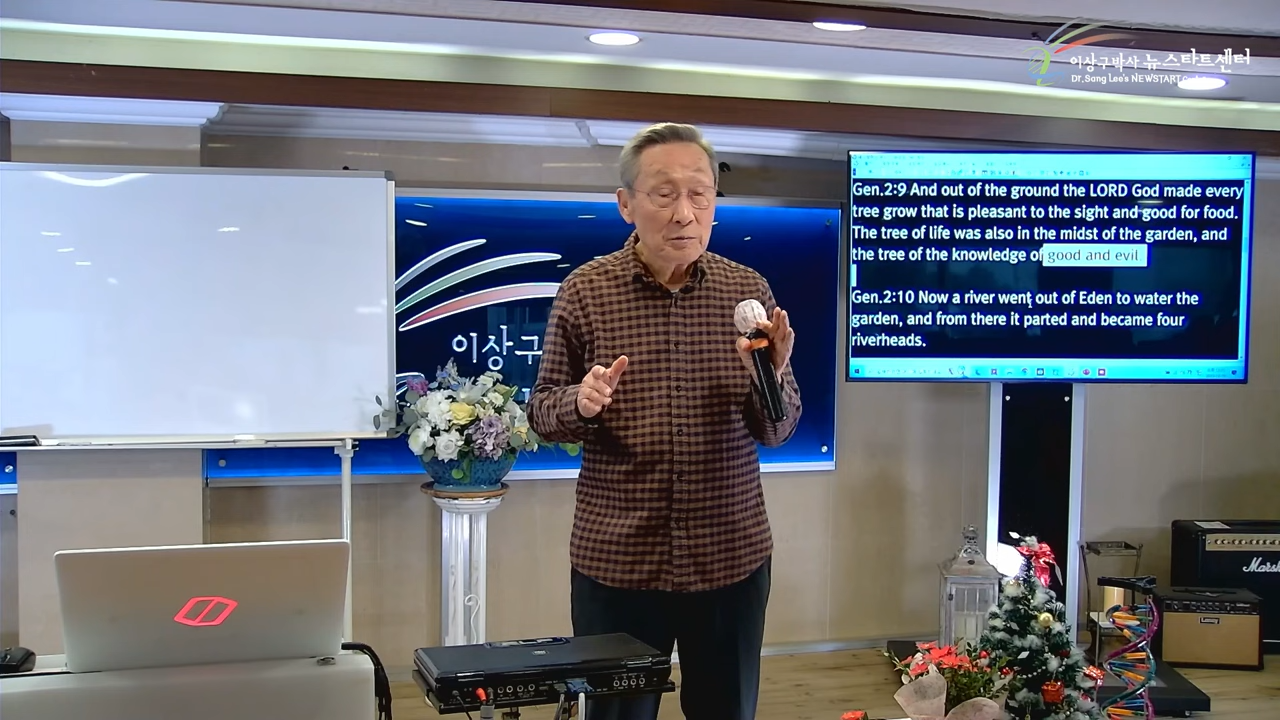 이상구박사 뉴스타트센터
Dr.Sang Lee's NEWSTART
Gen.2:9 And out of the ground the LORD God made every
tree grow that is pleasant to the sight and good for food.
The tree of life was also in the midst of the garden, and
the tree of the knowledge of good and evil.
Gen.2:10 Now a river went out of Eden to water the
garden, and from there it parted and became four
riverheads.
이상구
Laney